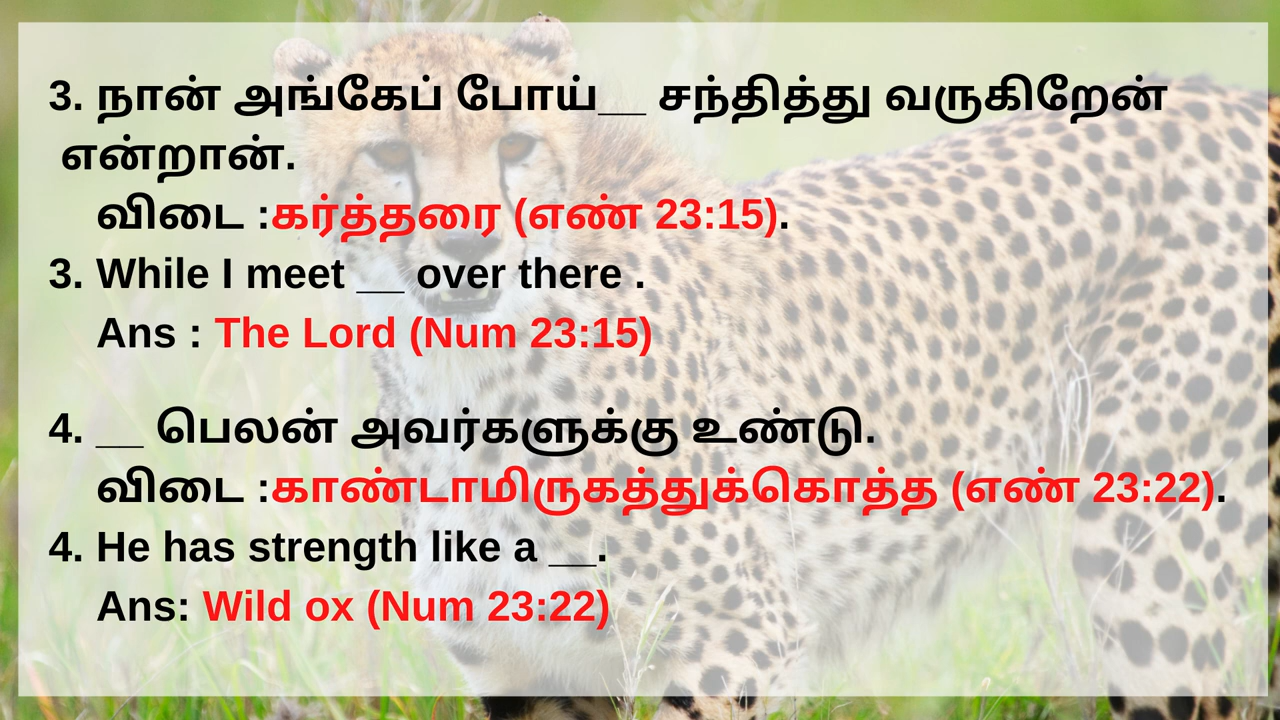 3. நான் அங்கேப் போய்__ சந்தித்து வருகிறேன்
என்றான்.
விடை :கர்த்தரை (எண் 23:15).
3. While I meet __ over there .
Ans : The Lord (Num 23:15)
4. __ பெலன் அவர்களுக்கு உண்டு.
விடை :காண்டாமிருகத்துக்கொத்த (எண் 23:22).
4. He has strength like a __.
Ans: Wild ox (Num 23:22)